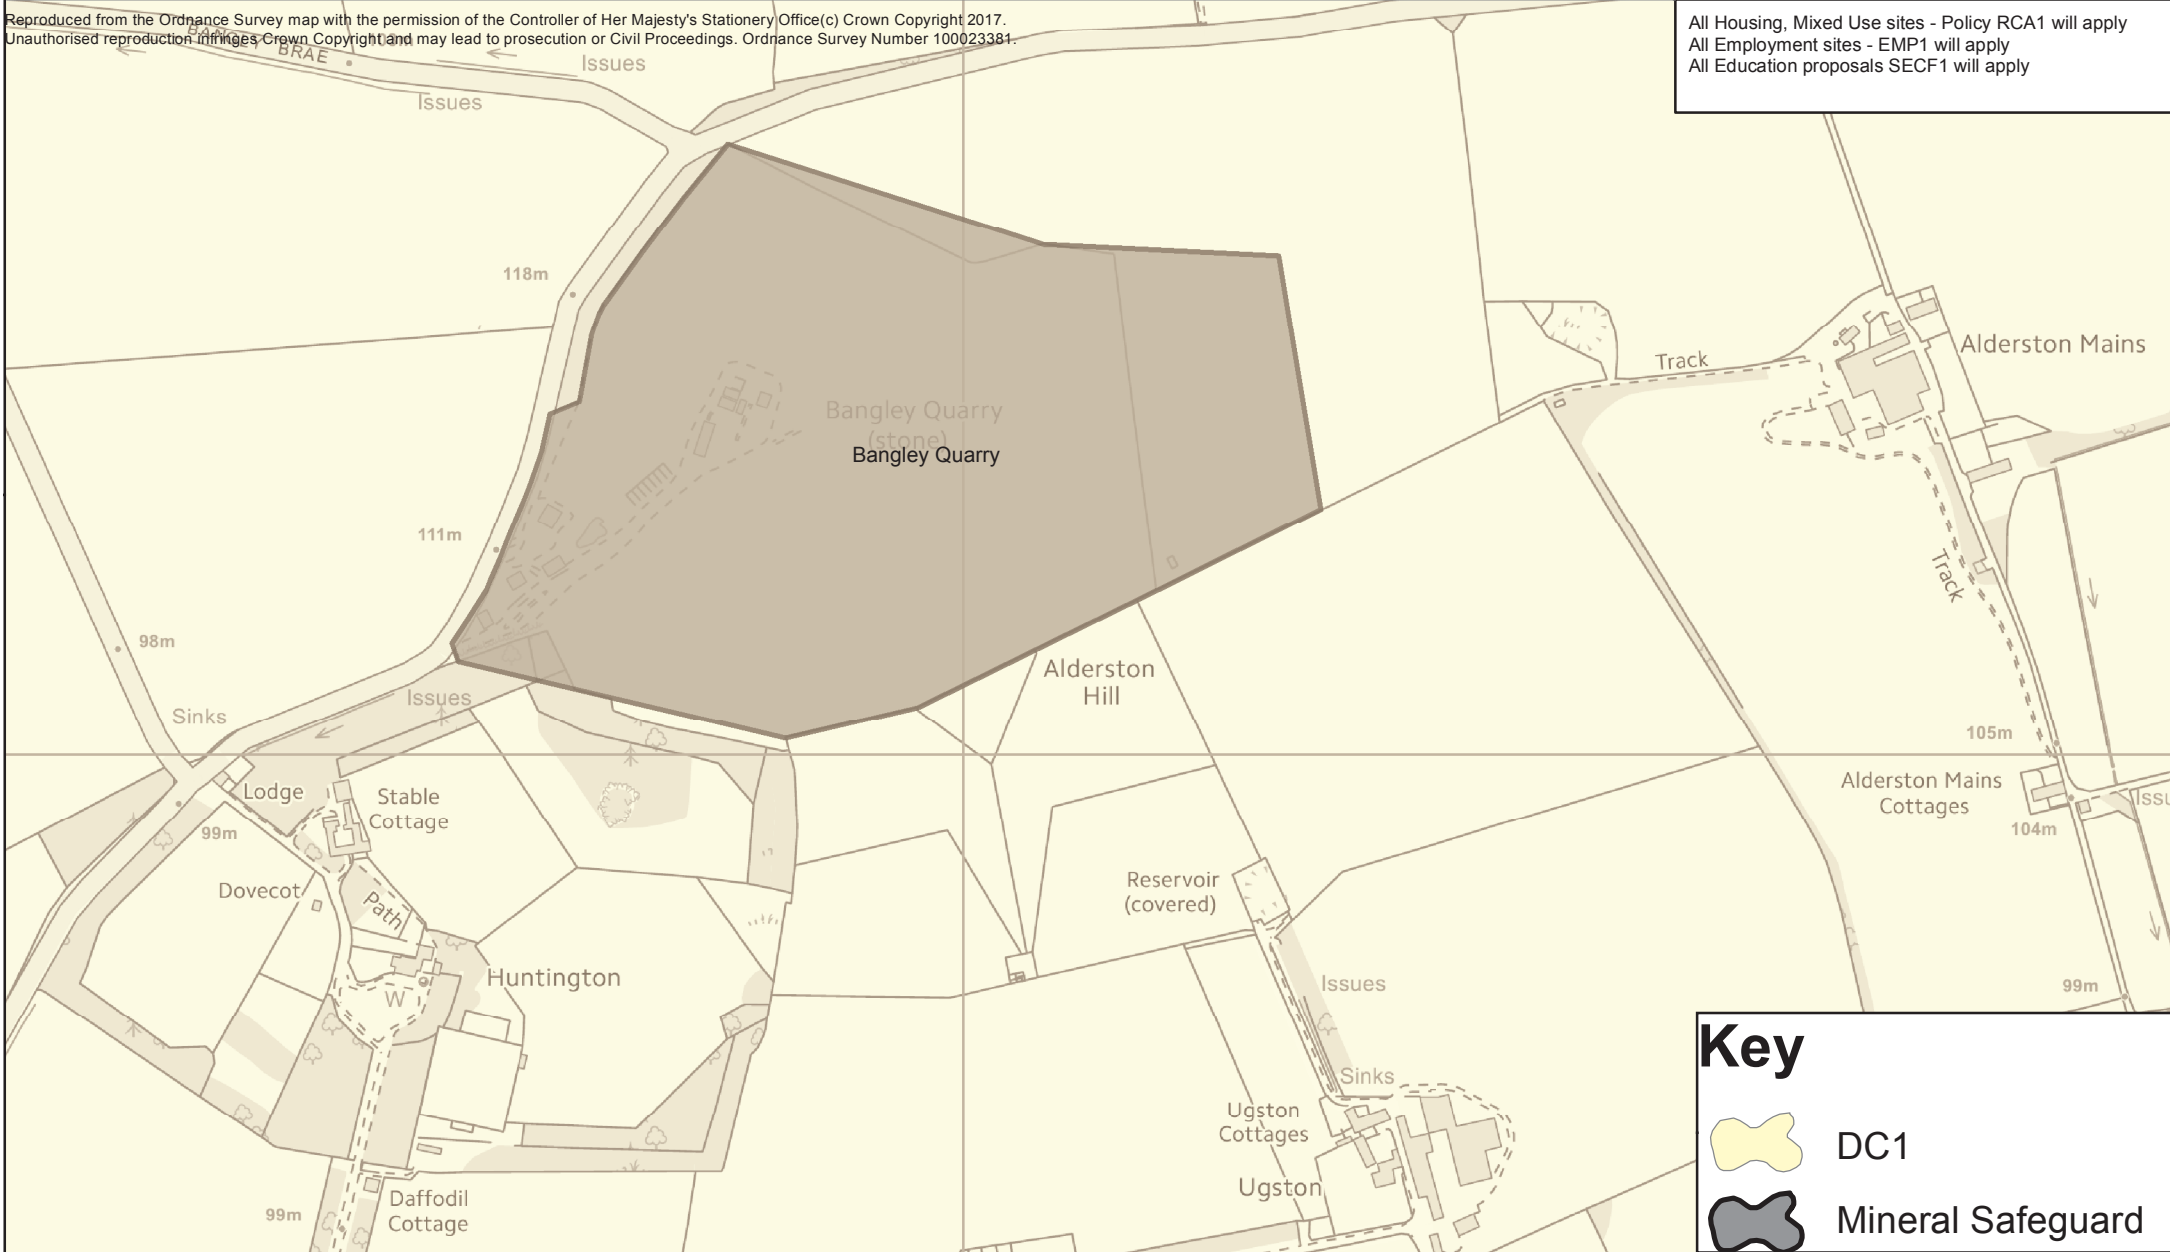 Reproduced from the Ordnance Survey map with the permission of the Controller of Her Majesty's Stationery Office(c) Crown Copyright 2017.
Unauthorised reproduction infringes Crown Copyright and may lead to prosecution or Civil Proceedings. Ordnance Survey Number 100023381.
All Housing, Mixed Use sites - Policy RCA1 will apply
All Employment sites - EMP1 will apply
All Education proposals SECF1 will apply
BANGLEY BRAE
Issues
Issues
118m
Alderston Mains
Track
Bangley Quarry
(stone)
Bangley Quarry
111m
Track
98m
Alderston
Hill
Issues
Sinks
105m
Lodge
Stable
Cottage
Alderston Mains
Cottages
Issu
99m
104m
Reservoir
(covered)
Dovecot
Path
Huntington
Issues
99m
W
Key
DC1
Mineral Safeguard
Sinks
Ugston
Cottages
Ugston
Daffodil
Cottage
99m